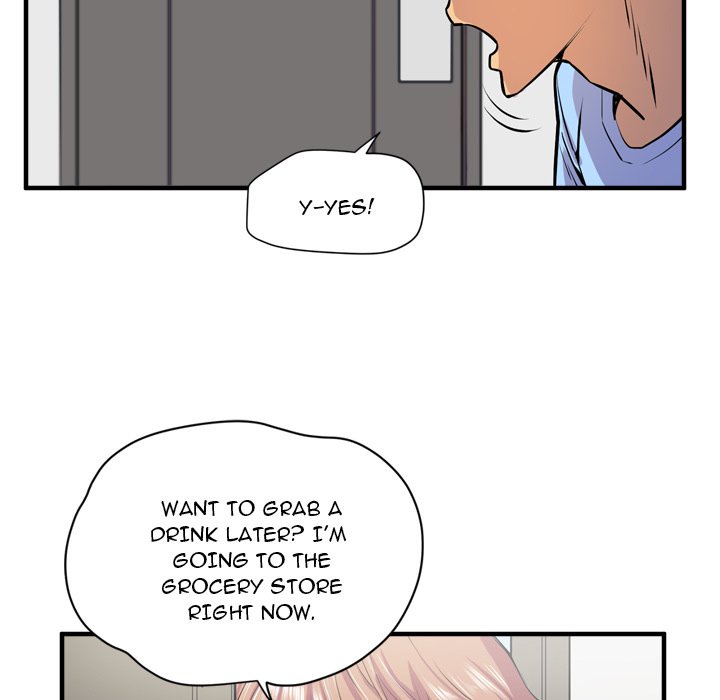 Y-YES!
WANT TO GRAB A
DRINK LATER? I'M
GOING TO THE
GROCERY STORE
RIGHT NOW.